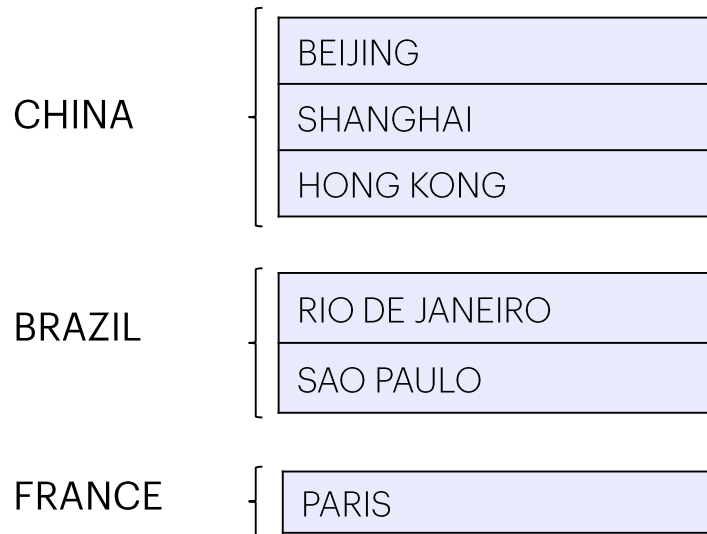 CHINA
BEIJING
SHANGHAI
HONG KONG
BRAZIL
RIO DE JANEIRO
SAO PAULO
FRANCE
PARIS